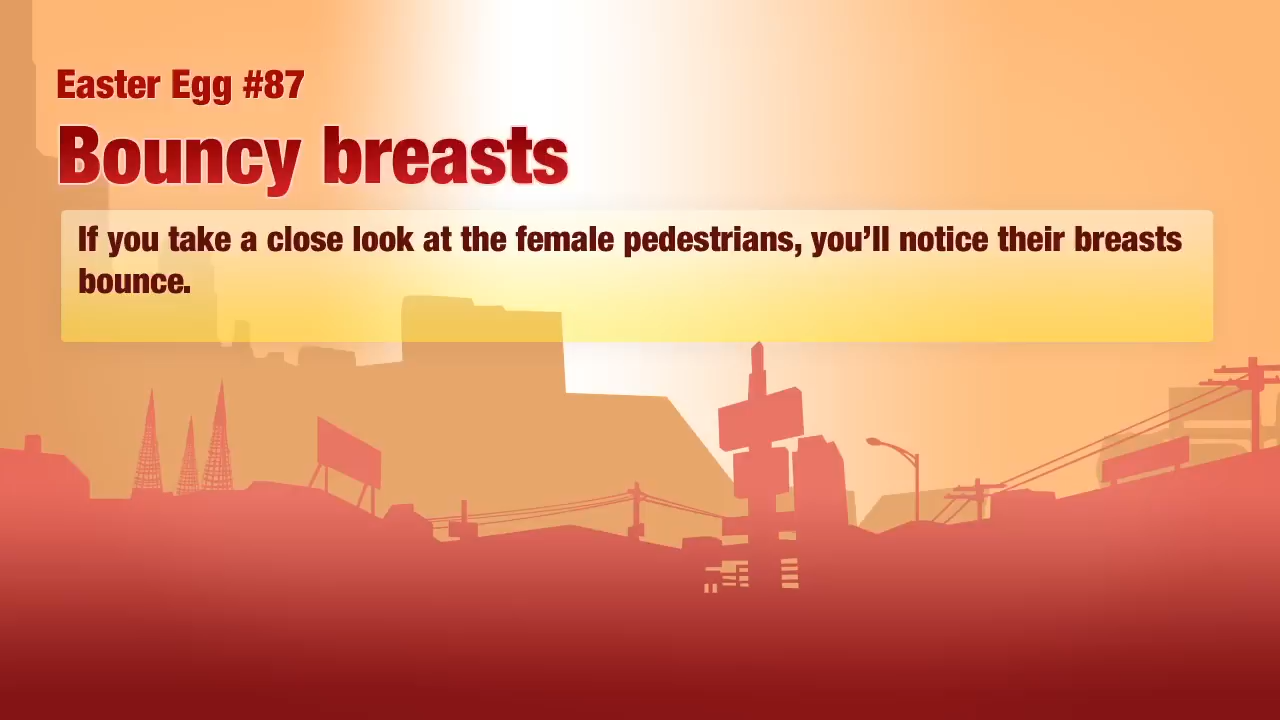 Easter Egg #87
Bouncy breasts
If you take a close look at the female pedestrians, you’ll notice their breasts
bounce.